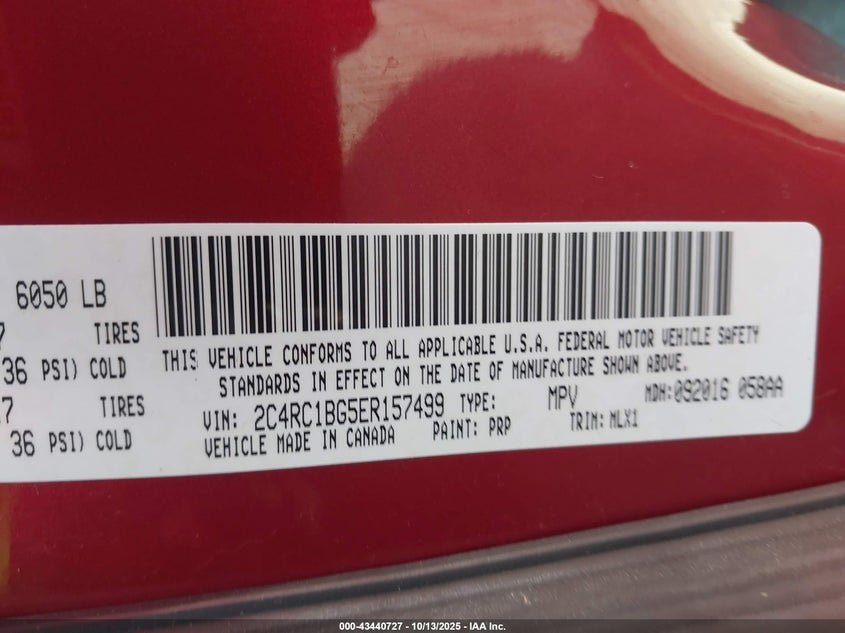 6050 LB
7 TIRES
36 PSI) COLD
17 TIRES
36 PSI) COLD
THIS VEHICLE CONFORMS TO ALL APPLICABLE U.S.A. FEDERAL MOTOR VEHICLE SAFETY
STANDARDS IN EFFECT ON THE DATE OF MANUFACTURE SHOWN ABOVE.
VIN: 2C4RC1BG5ER157499 TYPE: MPV MDH:092016 058AA
VEHICLE MADE IN CANADA PAINT: PRP TRIM: MLX1
000-43440727 - 10/13/2025 - IAA Inc.